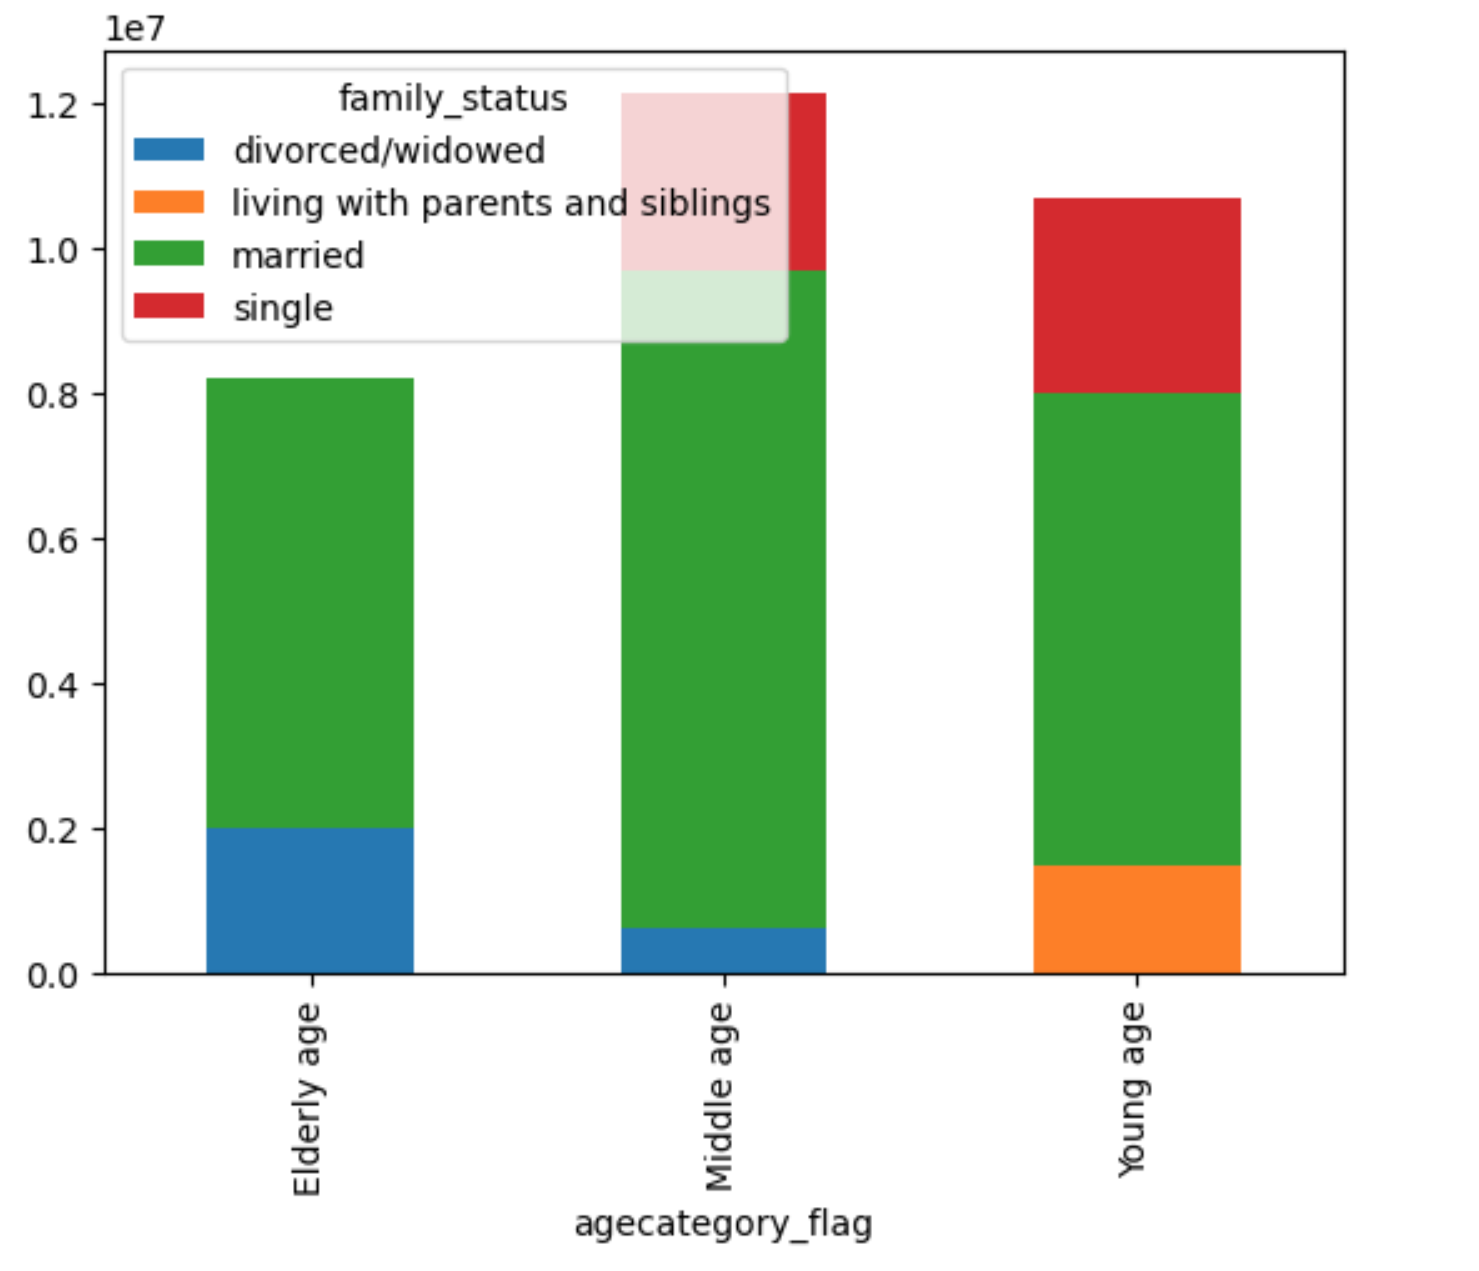 1e7
family_status
divorced/widowed
living with parents and siblings
married
single
1.2
1.0
0.8
0.6
0.4
0.2
0.0
Elderly age
Middle age
Young age
agecategory_flag